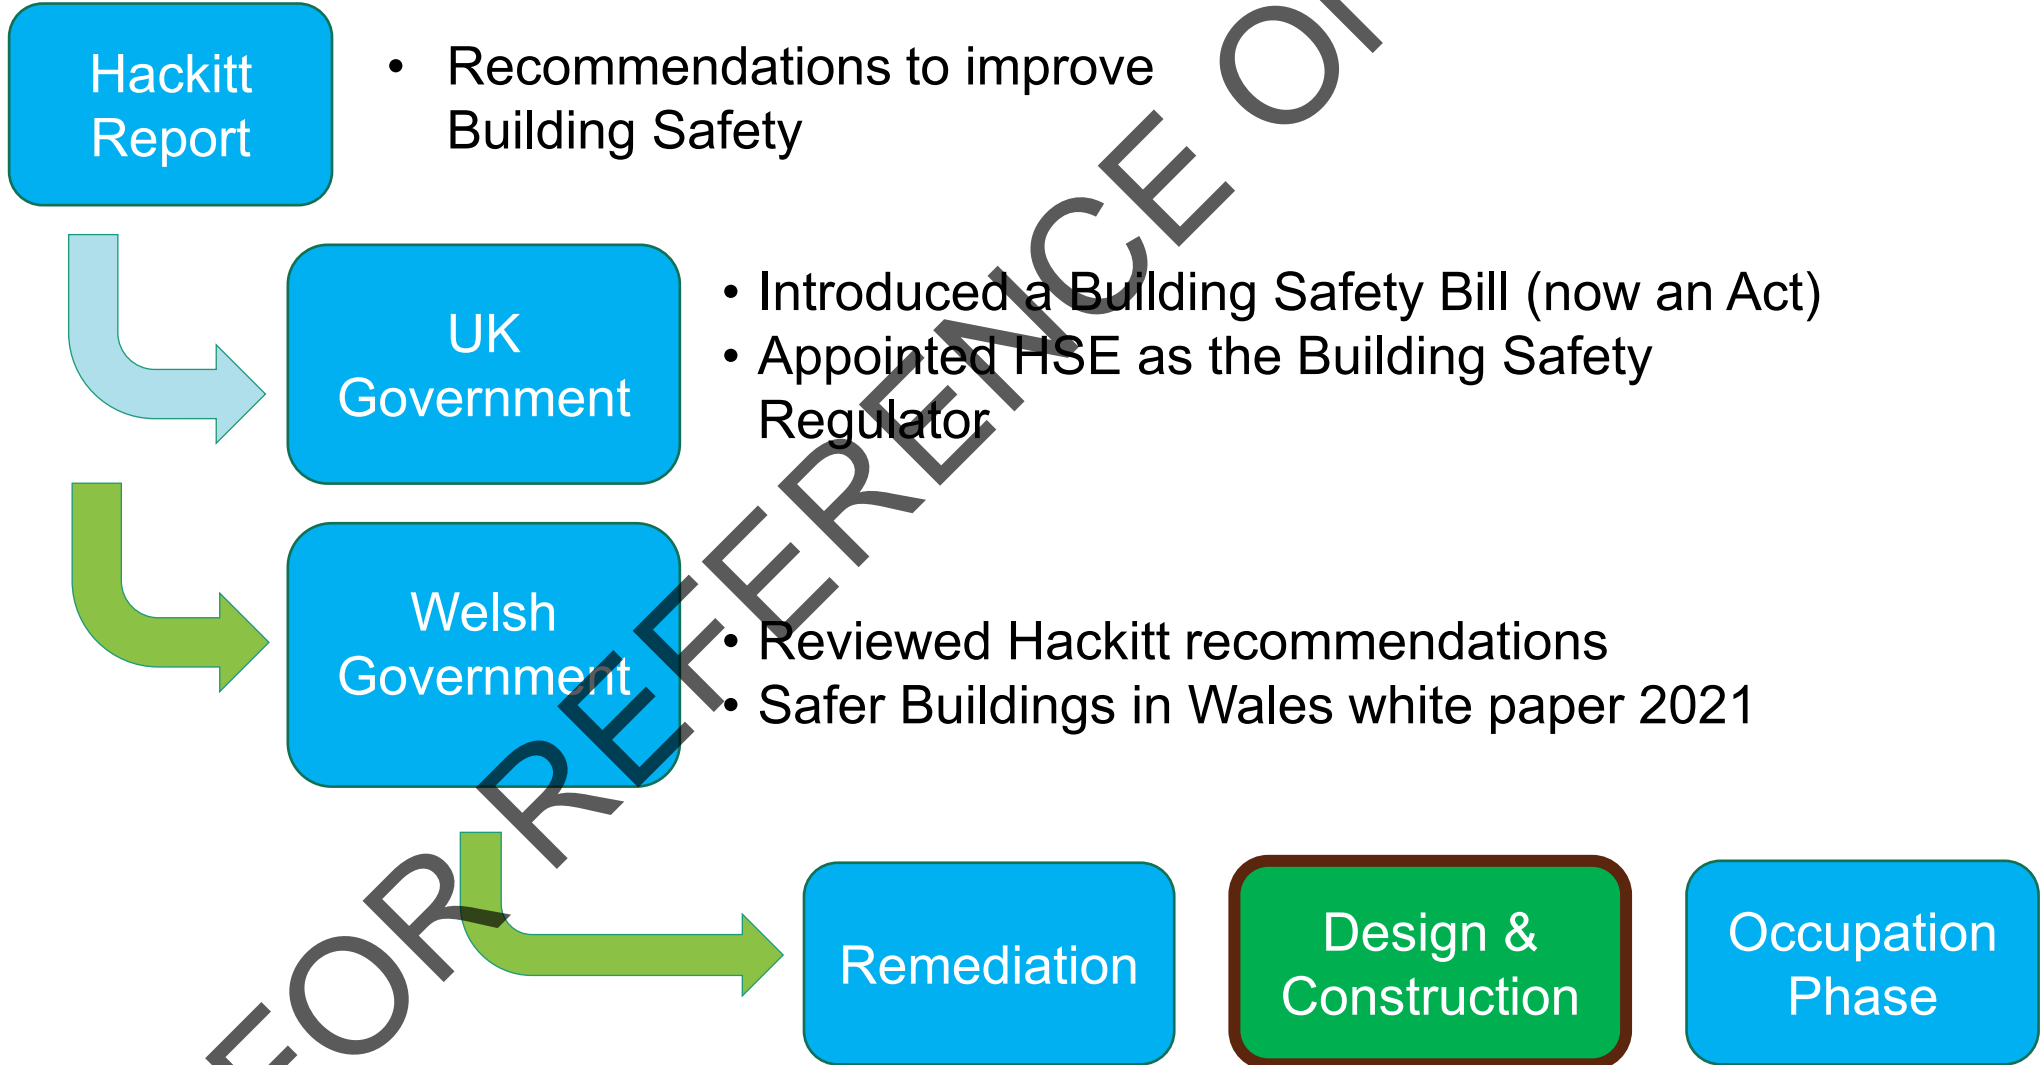 Hackitt
Report
• Recommendations to improve
Building Safety
UK
Government
• Introduced a Building Safety Bill (now an Act)
• Appointed HSE as the Building Safety
Regulator
Welsh
Government
• Reviewed Hackitt recommendations
• Safer Buildings in Wales white paper 2021
Remediation
Design &
Construction
Occupation
Phase
FOR REFERENCE